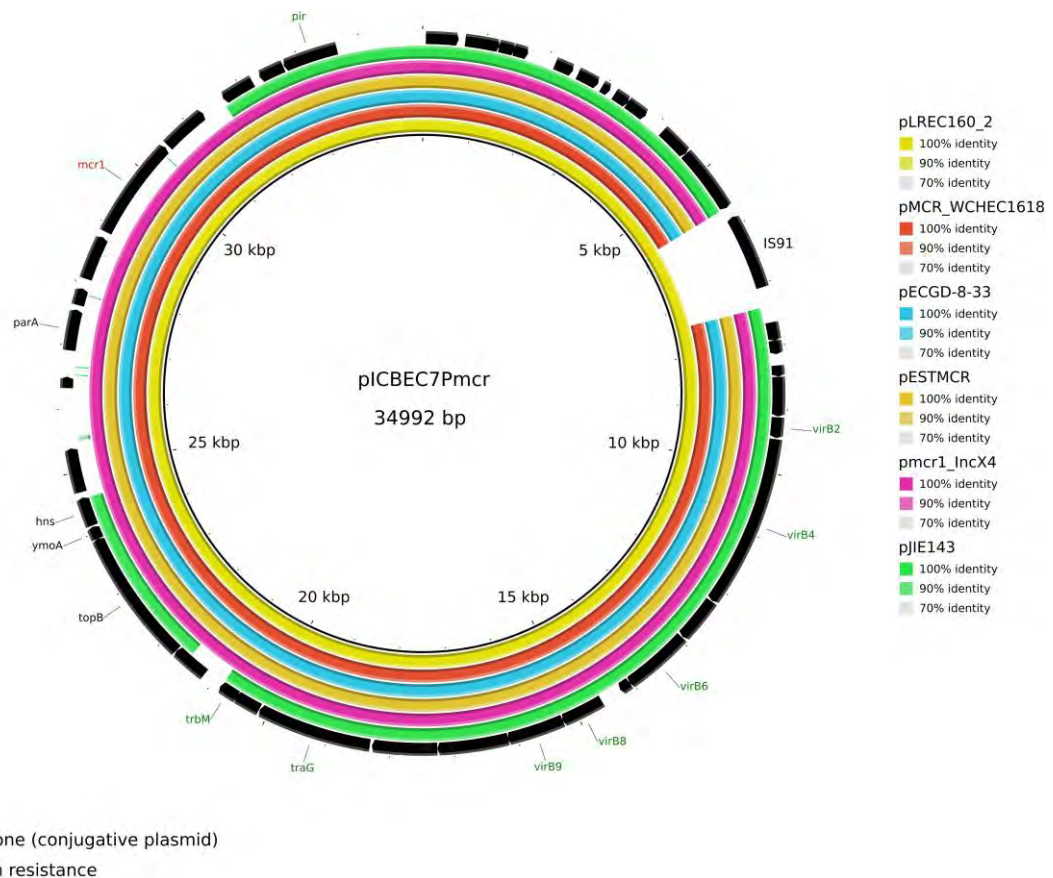 pir
mcr1
parA
hns
ymoA
topB
trbM
traG
virB9
virB8
virB6
virB4
virB2
IS91
30 kbp
5 kbp
pICBEC7Pmcr
34992 bp
25 kbp
10 kbp
20 kbp
15 kbp
pLREC160_2
100% identity
90% identity
70% identity
pMCR_WCHEC1618
100% identity
90% identity
70% identity
pECGD-8-33
100% identity
90% identity
70% identity
pESTMCR
100% identity
90% identity
70% identity
pmcr1_IncX4
100% identity
90% identity
70% identity
pJIE143
100% identity
90% identity
70% identity
one (conjugative plasmid)
n resistance